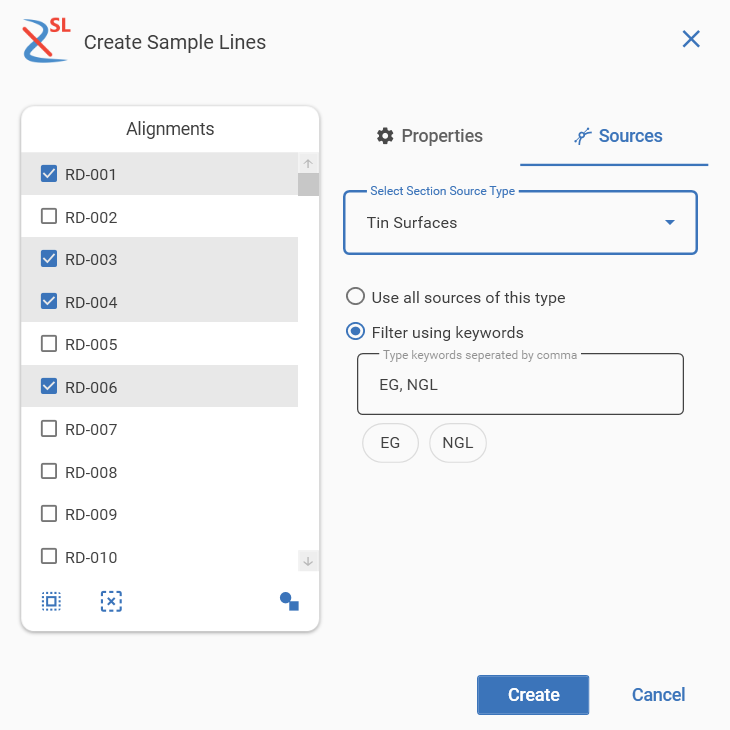 SL
Create Sample Lines
Alignments
RD-001
RD-002
RD-003
RD-004
RD-005
RD-006
RD-007
RD-008
RD-009
RD-010
Properties
Sources
Select Section Source Type
Tin Surfaces
Use all sources of this type
Filter using keywords
Type keywords seperated by comma
EG, NGL
EG
NGL
Create
Cancel